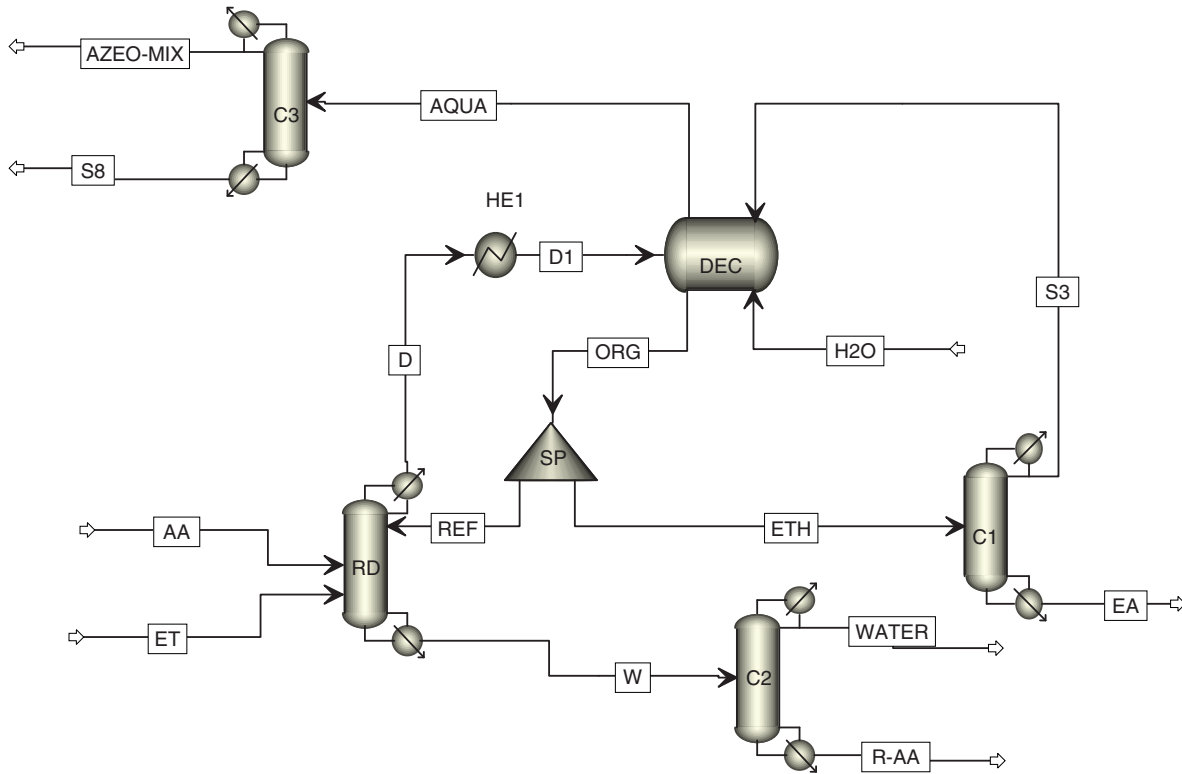 AZEO-MIX
C3
AQUA
S8
HE1
D1
DEC
S3
H2O
ORG
D
SP
AA
REF
ETH
C1
RD
ET
EA
WATER
W
C2
R-AA